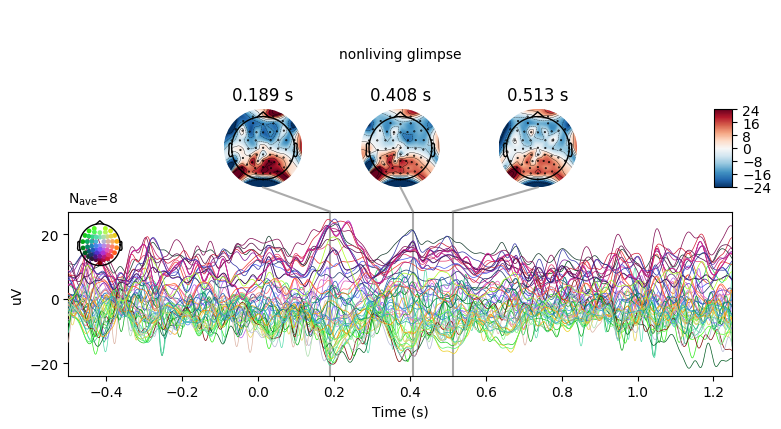 nonliving glimpse
0.189 s 0.408 s 0.513 s
24
16
8
0
−8
−16
−24
Nave=8
20
0
−20
uV
−0.4 −0.2 0.0 0.2 0.4 0.6 0.8 1.0 1.2
Time (s)